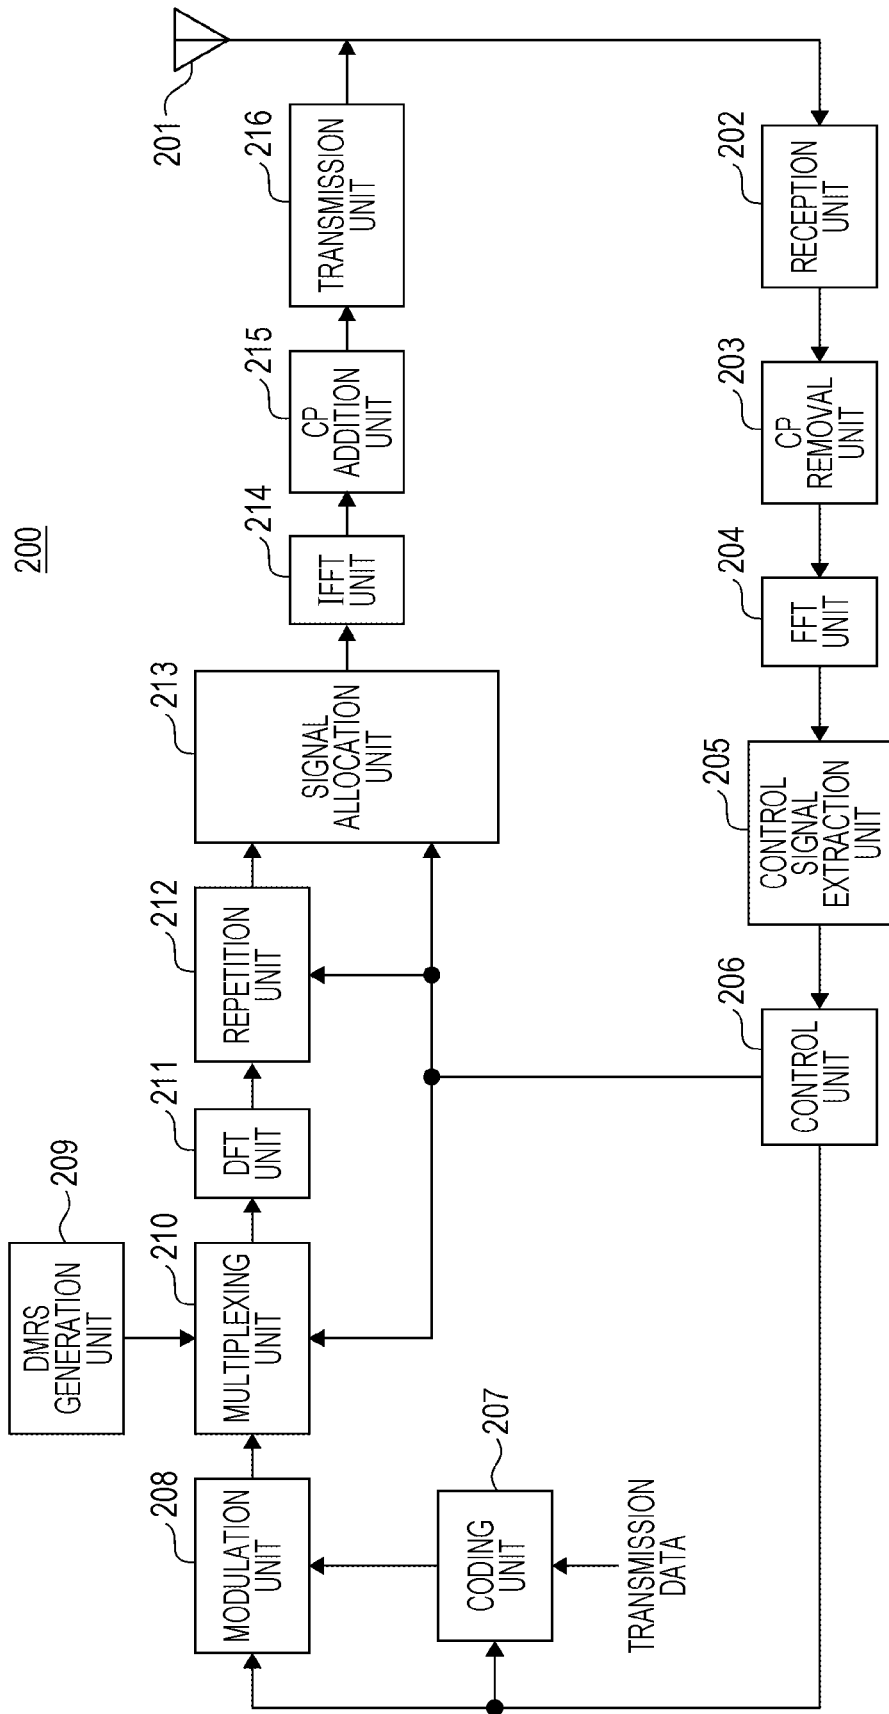 200
201
TRANSMISSION
UNIT
216
CP
ADDITION
UNIT
215
IFFT
UNIT
214
SIGNAL
ALLOCATION
UNIT
213
REPETITION
UNIT
212
DFT
UNIT
211
MULTIPLEXING
UNIT
210
DMRS
GENERATION
UNIT
209
MODULATION
UNIT
208
CODING
UNIT
207
TRANSMISSION
DATA
RECEPTION
UNIT
202
CP
REMOVAL
UNIT
203
FFT
UNIT
204
CONTROL
SIGNAL
EXTRACTION
UNIT
205
CONTROL
UNIT
206